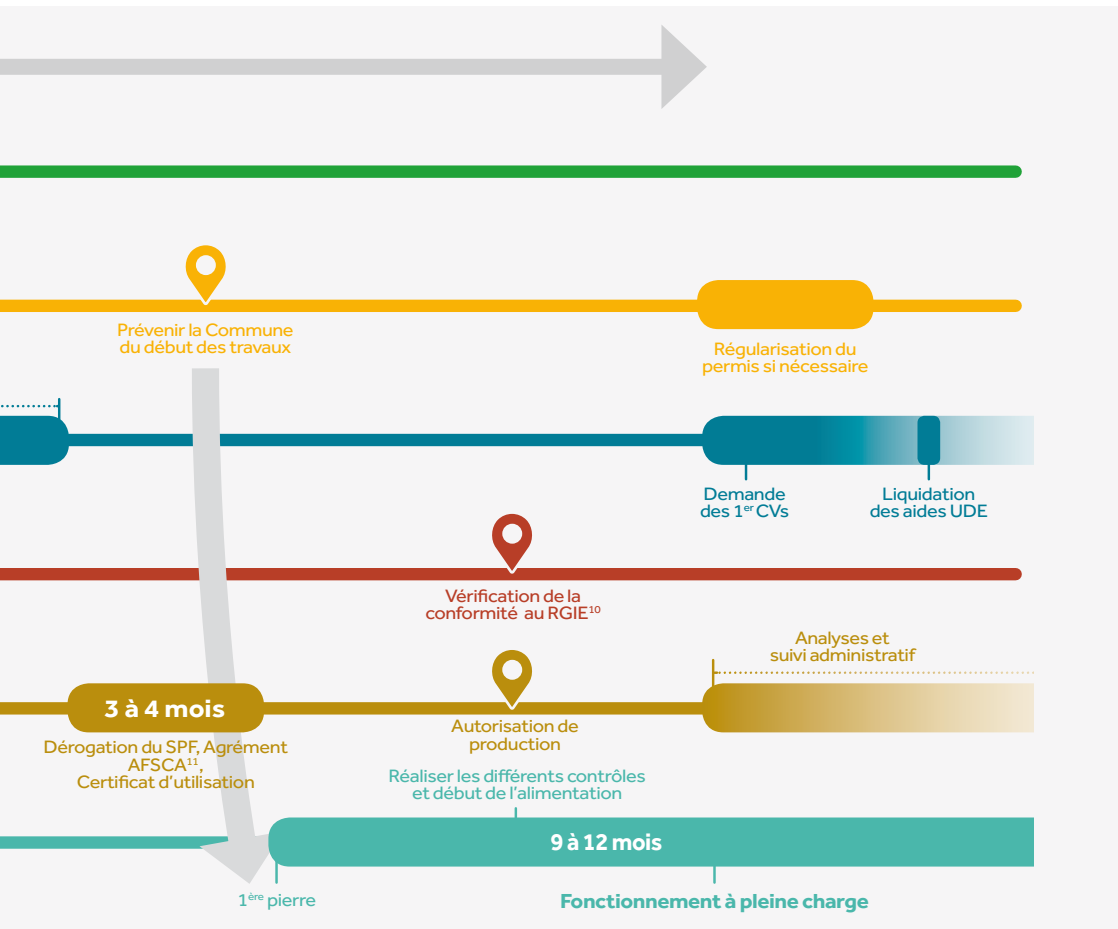 Prévenir la Commune
du début des travaux
Régularisation du
permis si nécessaire
Demande
des 1er CVs
Liquidation
des aides UDE
Vérification de la
conformité au RGIE10
Analyses et
suivi administratif
3 à 4 mois
Dérogation du SPF, Agrément
AFSCA11,
Certificat d'utilisation
Autorisation de
production
Réaliser les différents contrôles
et début de l'alimentation
9 à 12 mois
1ère pierre
Fonctionnement à pleine charge